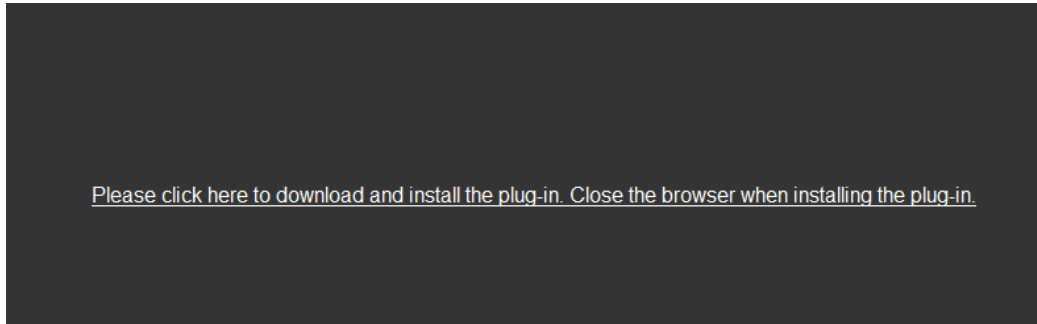 Please click here to download and install the plug-in. Close the browser when installing the plug-in.